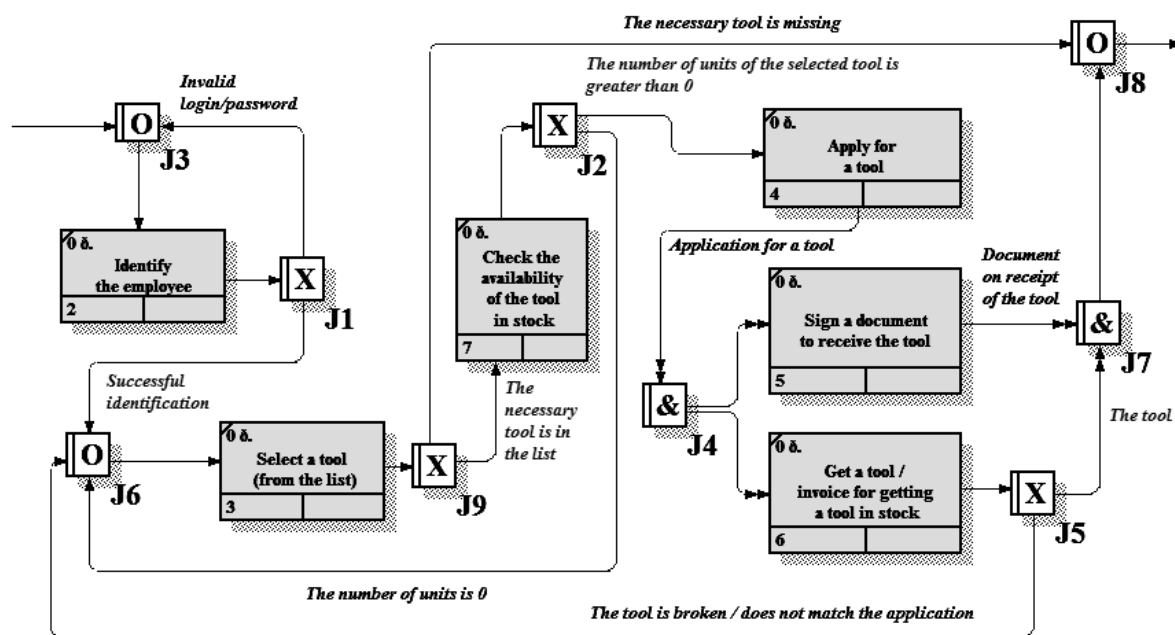 The necessary tool is missing
O
J8
The number of units of the selected tool is
greater than 0
Invalid
login/password
O
J3
X
J2
0 ð.
Apply for
a tool
4
0 ð.
Identify
the employee
2
X
J1
0 ð.
Check the
availability
of the tool
in stock
7
Application for a tool
Document
on receipt
of the tool
0 ð.
Sign a document
to receive the tool
5
&
J7
Successful
identification
The
necessary
tool is in
the list
&
J4
The tool
O
J6
0 ð.
Select a tool
(from the list)
3
X
J9
0 ð.
Get a tool /
invoice for getting
a tool in stock
6
X
J5
The number of units is 0
The tool is broken / does not match the application